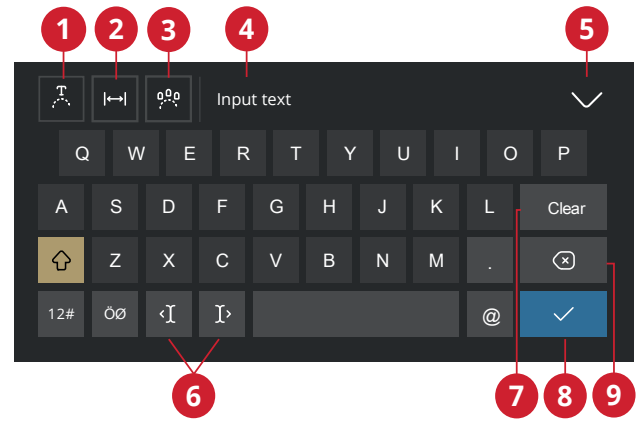 1 2 3 4 5
T Input text
Q W E R T Y U I O P
A S D F G H J K L Clear
Z X C V B N M .
12# ÖØ @
6 7 8 9